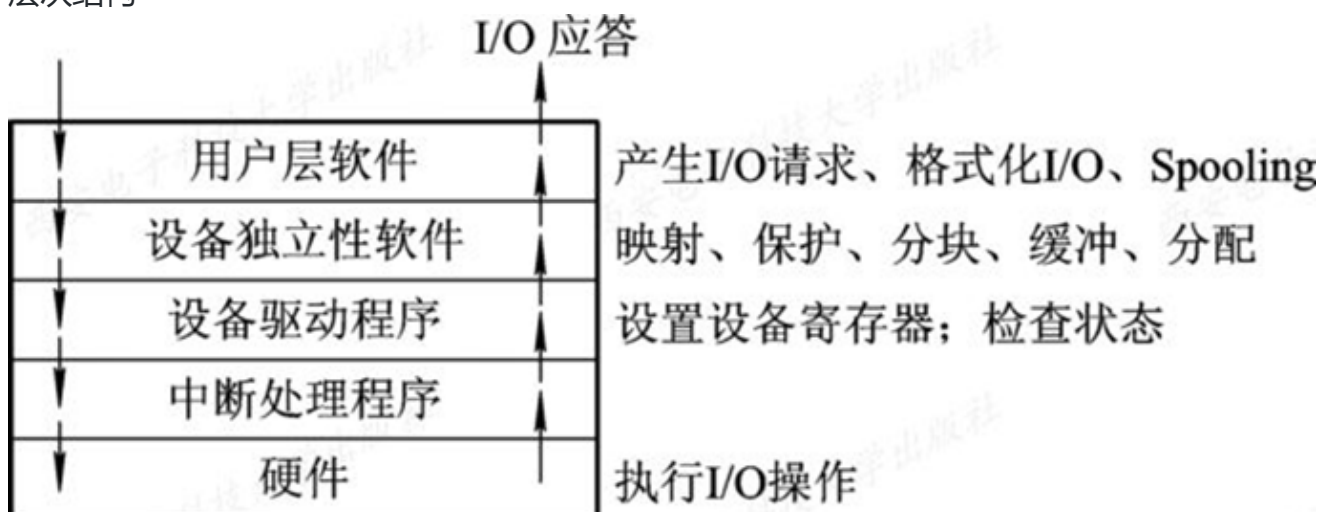 I/O 应答
用户层软件 产生I/O请求、格式化I/O、Spooling
设备独立性软件 映射、保护、分块、缓冲、分配
设备驱动程序 设置设备寄存器；检查状态
中断处理程序
硬件 执行I/O操作